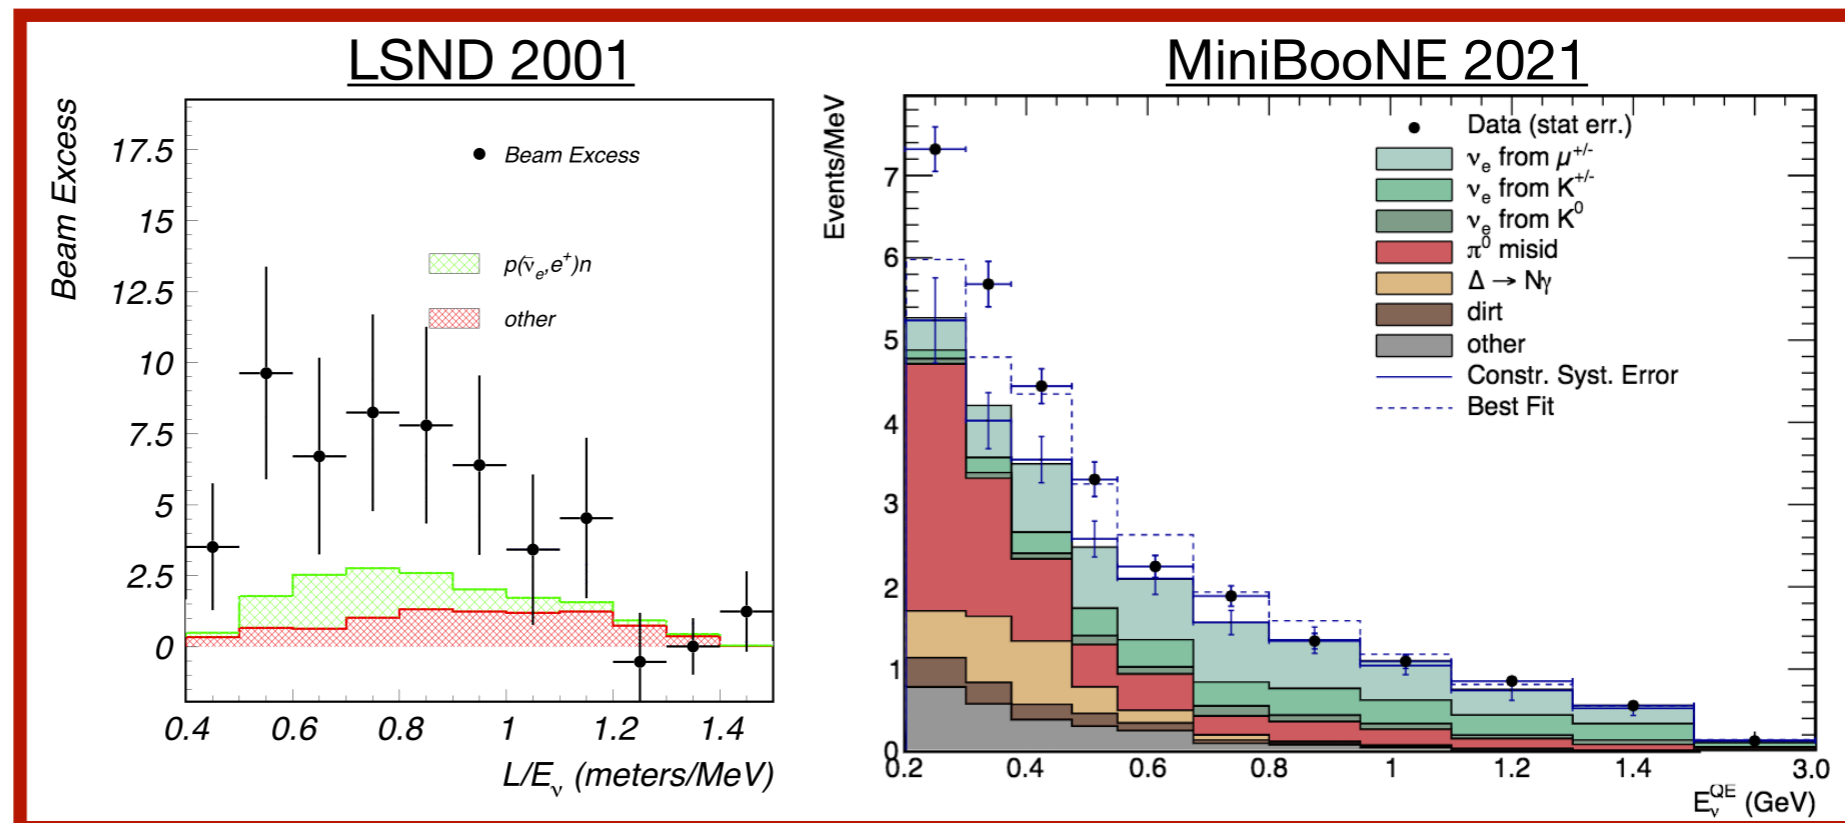 LSND 2001
Beam Excess
17.5
15
12.5
10
7.5
5
2.5
0
Beam Excess
p(ν̄e,e+)n
other
0.4 0.6 0.8 1 1.2 1.4
L/Eν (meters/MeV)
MiniBooNE 2021
Events/MeV
7
6
5
4
3
2
1
0
Data (stat err.)
νe from μ+/-
νe from K+/-
νe from K0
π0 misid
Δ → Nγ
dirt
other
Constr. Syst. Error
Best Fit
0.2 0.4 0.6 0.8 1 1.2 1.4 3.0
EνQE (GeV)